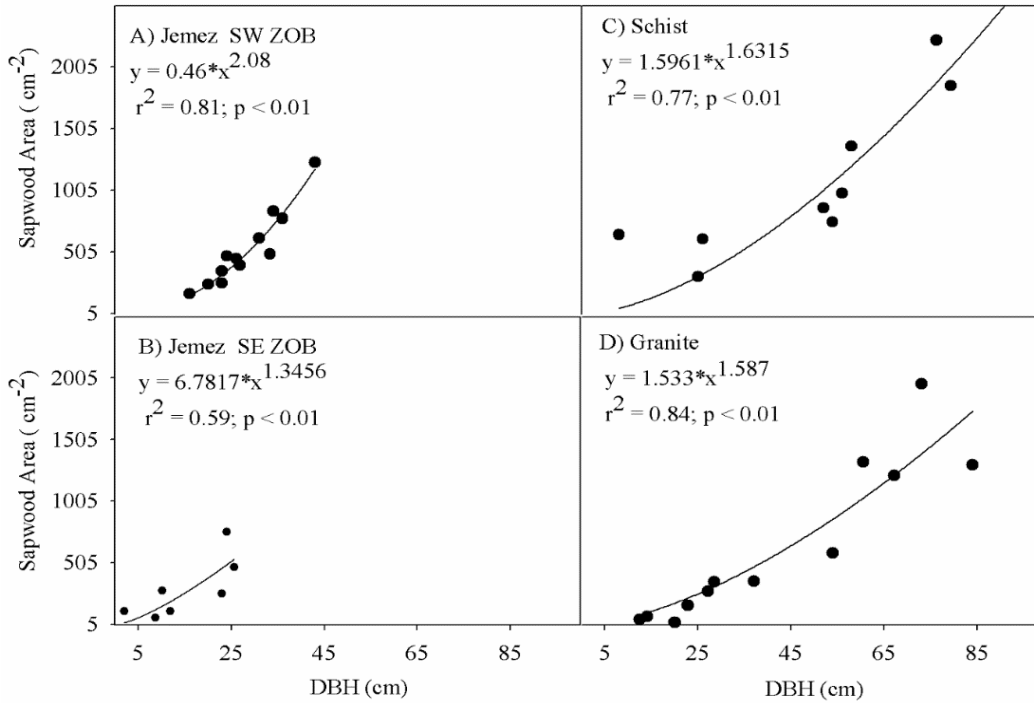 A) Jemez SW ZOB
y = 0.46*x^2.08
r^2 = 0.81; p < 0.01
C) Schist
y = 1.5961*x^1.6315
r^2 = 0.77; p < 0.01
Sapwood Area ( cm^-2)
2005
1505
1005
505
5
B) Jemez SE ZOB
y = 6.7817*x^1.3456
r^2 = 0.59; p < 0.01
D) Granite
y = 1.533*x^1.587
r^2 = 0.84; p < 0.01
Sapwood Area ( cm^-2)
2005
1505
1005
505
5
5 25 45 65 85
5 25 45 65 85
DBH (cm)
DBH (cm)